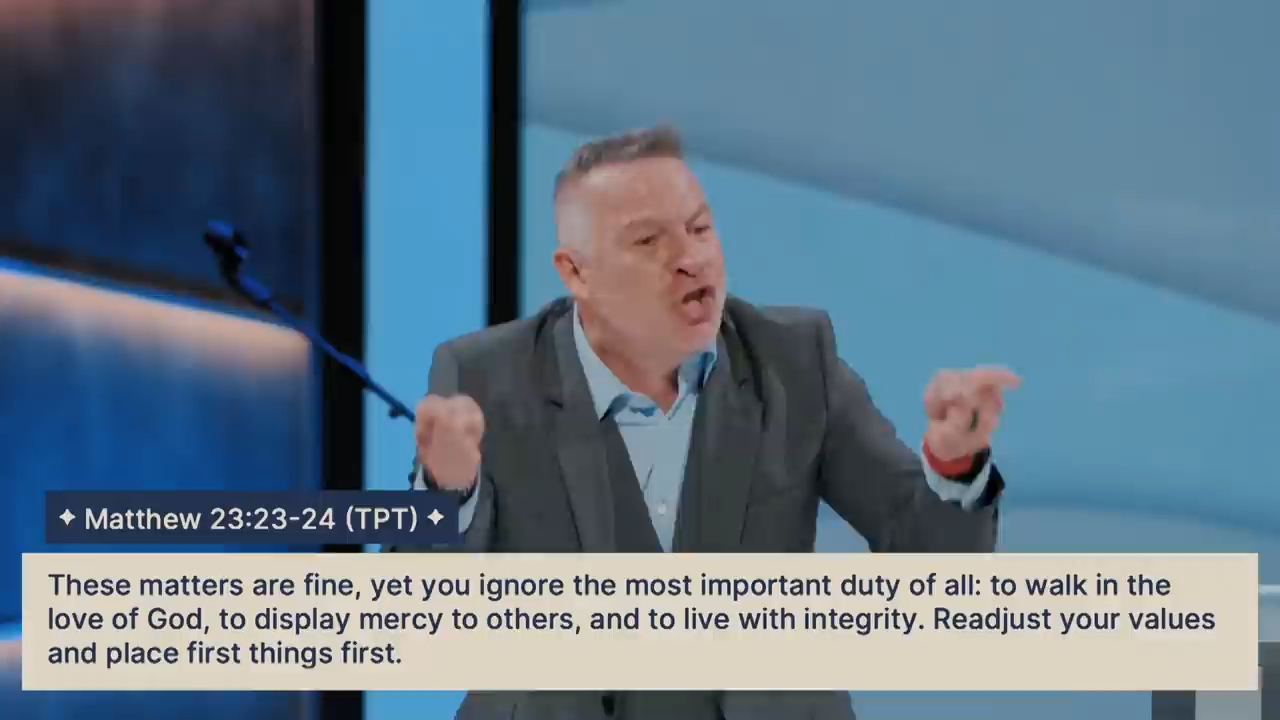 ✦ Matthew 23:23-24 (TPT) ✦
These matters are fine, yet you ignore the most important duty of all: to walk in the
love of God, to display mercy to others, and to live with integrity. Readjust your values
and place first things first.